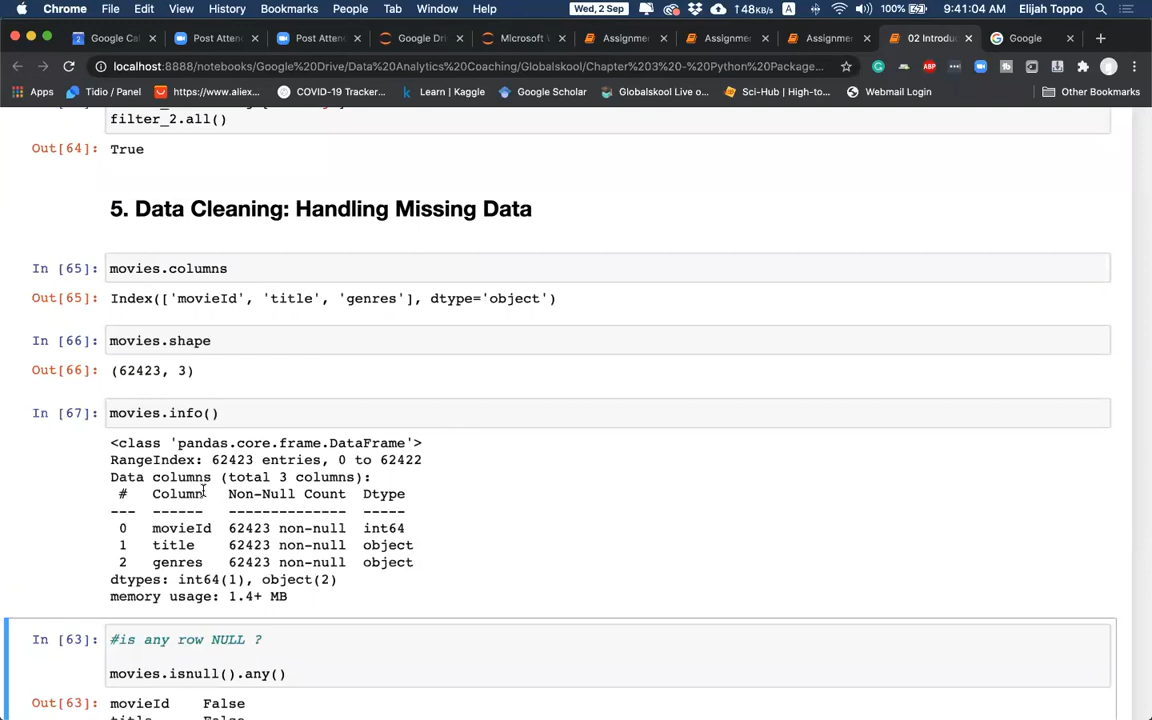 Chrome File Edit View History Bookmarks People Tab Window Help Wed, 2 Sep 48KB/s A 100% 9:41:04 AM Elijah Toppo
Google Ca Post Atten Post Atten Google Dri Microsoft Assignme Assignme Assignme 02 Introdu Google
localhost:8888/notebooks/Google%20Drive/Data%20Analytics%20Coaching/Globalskool/Chapter%203%20-%20Python%20Package...
Apps Tidio / Panel https://www.aliex... COVID-19 Tracker... Learn | Kaggle Google Scholar Globalskool Live o... Sci-Hub | High-to... Webmail Login Other Bookmarks
filter_2.all()
Out[64]: True
5. Data Cleaning: Handling Missing Data
In [65]: movies.columns
Out[65]: Index(['movieId', 'title', 'genres'], dtype='object')
In [66]: movies.shape
Out[66]: (62423, 3)
In [67]: movies.info()
<class 'pandas.core.frame.DataFrame'>
RangeIndex: 62423 entries, 0 to 62422
Data columns (total 3 columns):
# Column Non-Null Count Dtype
--- ------ -------------- -----
0 movieId 62423 non-null int64
1 title 62423 non-null object
2 genres 62423 non-null object
dtypes: int64(1), object(2)
memory usage: 1.4+ MB
In [63]: #is any row NULL ?
movies.isnull().any()
Out[63]: movieId False